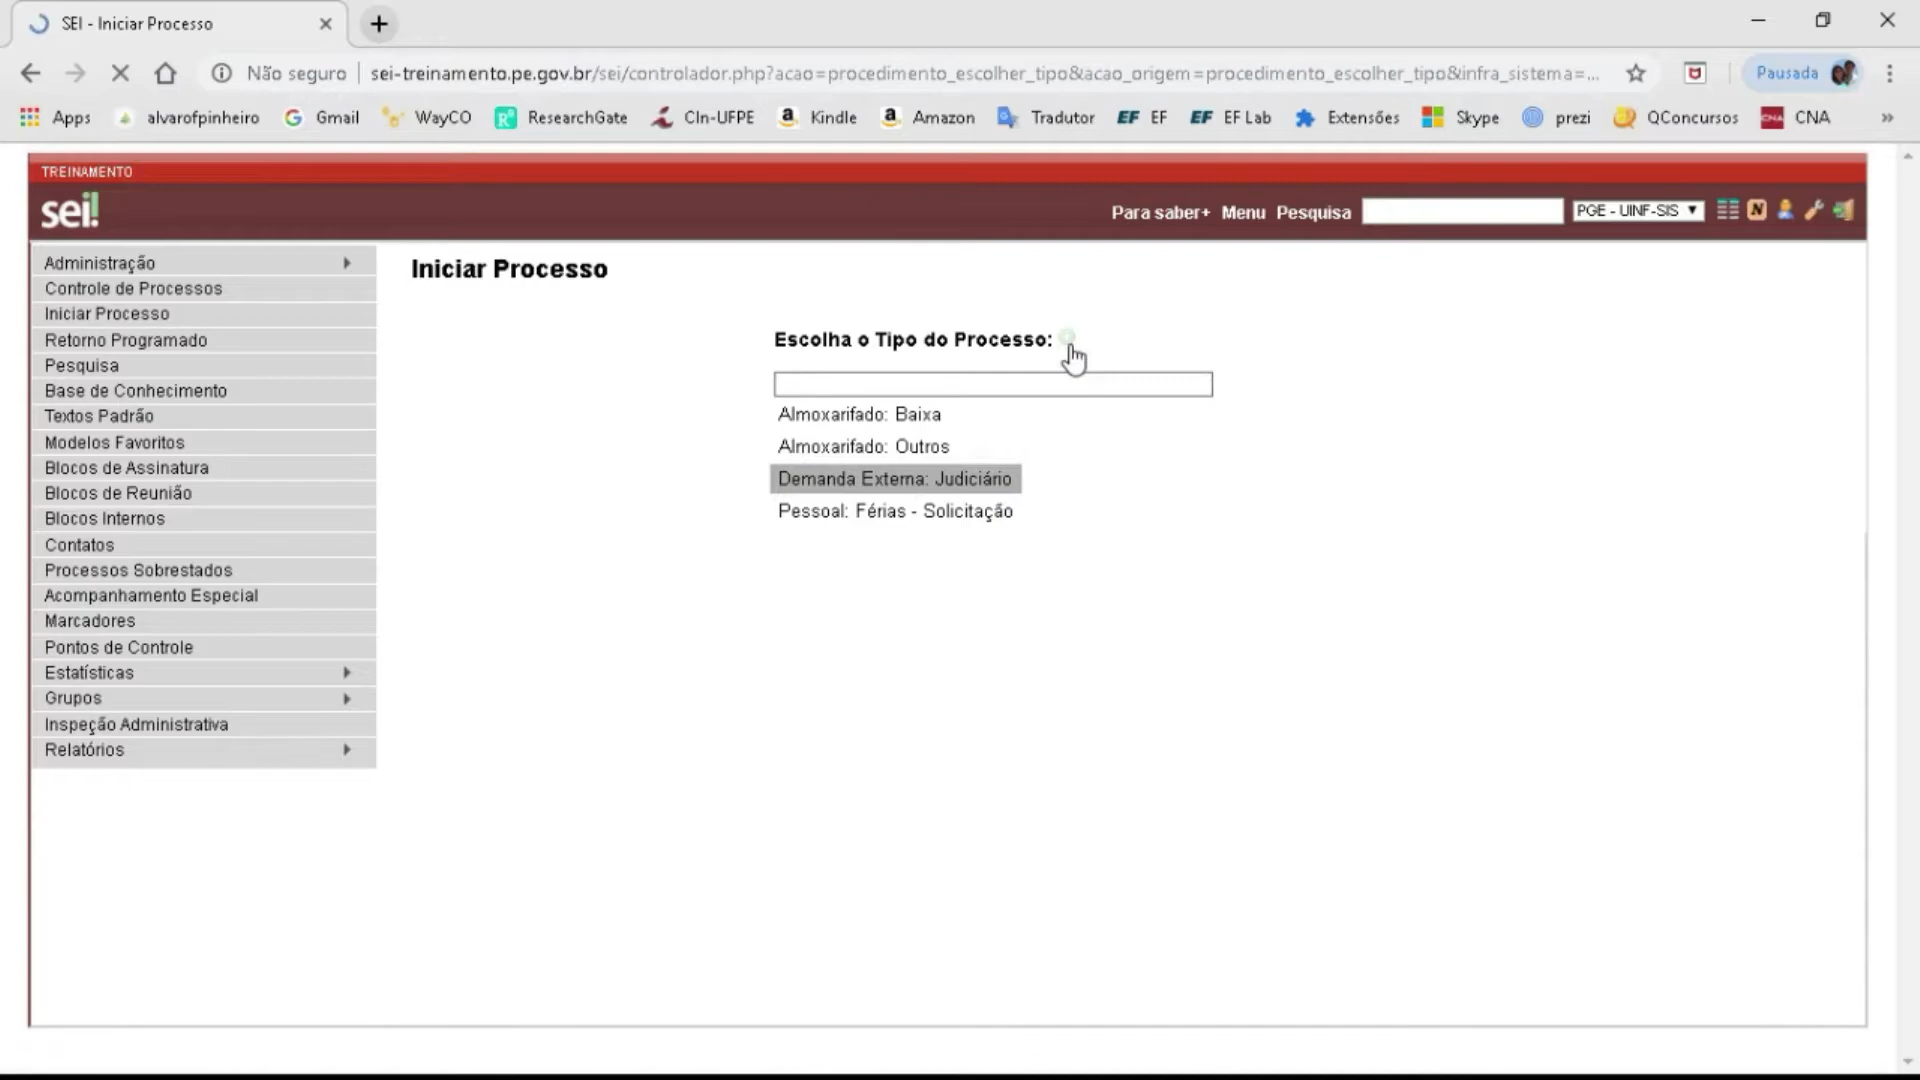 SEI - Iniciar Processo
Não seguro
sei-treinamento.pe.gov.br/sei/controlador.php?acao=procedimento_escolher_tipo&acao_origem=procedimento_escolher_tipo&infra_sistema=...
Pausada
Apps alvarofpinheiro Gmail WayCO ResearchGate CIn-UFPE Kindle Amazon Tradutor EF EF EF EF Lab Extensões Skype prezi QConcursos CNA »
TREINAMENTO
sei!
Para saber+ Menu Pesquisa PGE - UINF-SIS
Administração
Controle de Processos
Iniciar Processo
Retorno Programado
Pesquisa
Base de Conhecimento
Textos Padrão
Modelos Favoritos
Blocos de Assinatura
Blocos de Reunião
Blocos Internos
Contatos
Processos Sobrestados
Acompanhamento Especial
Marcadores
Pontos de Controle
Estatísticas
Grupos
Inspeção Administrativa
Relatórios
Iniciar Processo
Escolha o Tipo do Processo:
Almoxarifado: Baixa
Almoxarifado: Outros
Demanda Externa: Judiciário
Pessoal: Férias - Solicitação